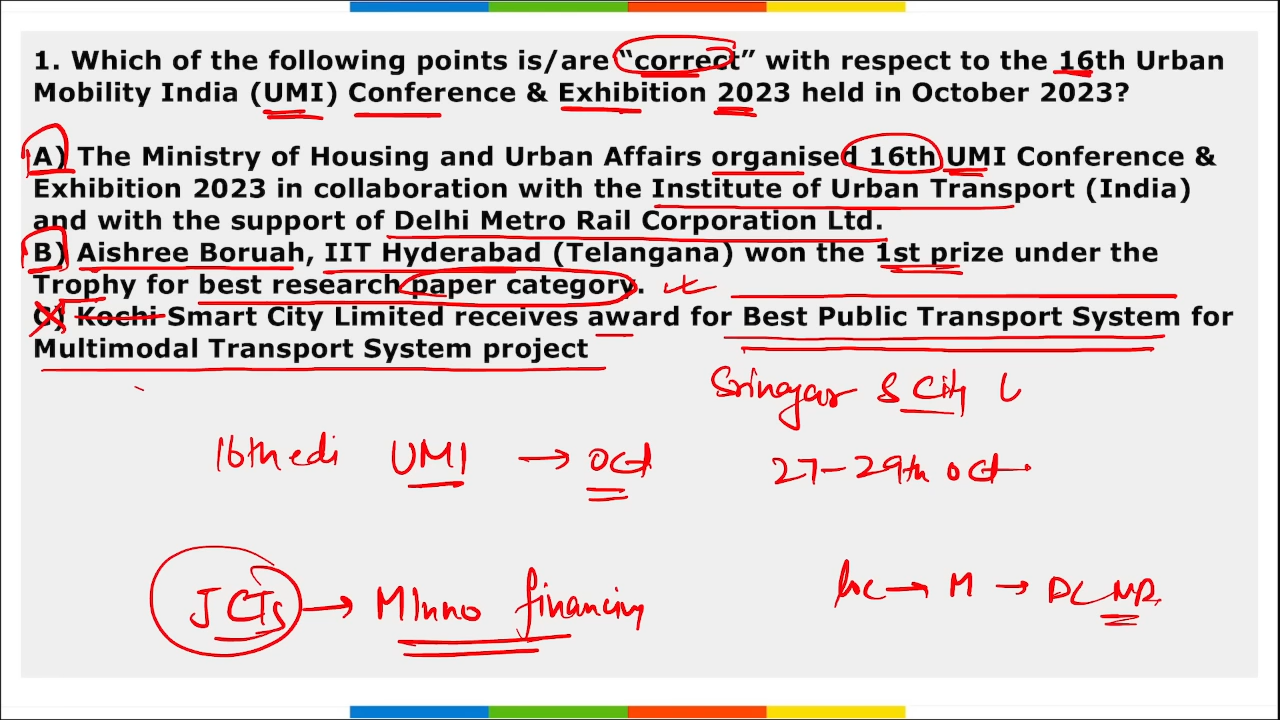 1. Which of the following points is/are “correct” with respect to the 16th Urban
Mobility India (UMI) Conference & Exhibition 2023 held in October 2023?
A) The Ministry of Housing and Urban Affairs organised 16th UMI Conference &
Exhibition 2023 in collaboration with the Institute of Urban Transport (India)
and with the support of Delhi Metro Rail Corporation Ltd.
B) Aishree Boruah, IIT Hyderabad (Telangana) won the 1st prize under the
Trophy for best research paper category.
C) Kochi Smart City Limited receives award for Best Public Transport System for
Multimodal Transport System project
Srinagar S City L
16th edi UMI → Oct
27-29th Oct
→ M →
→ financing